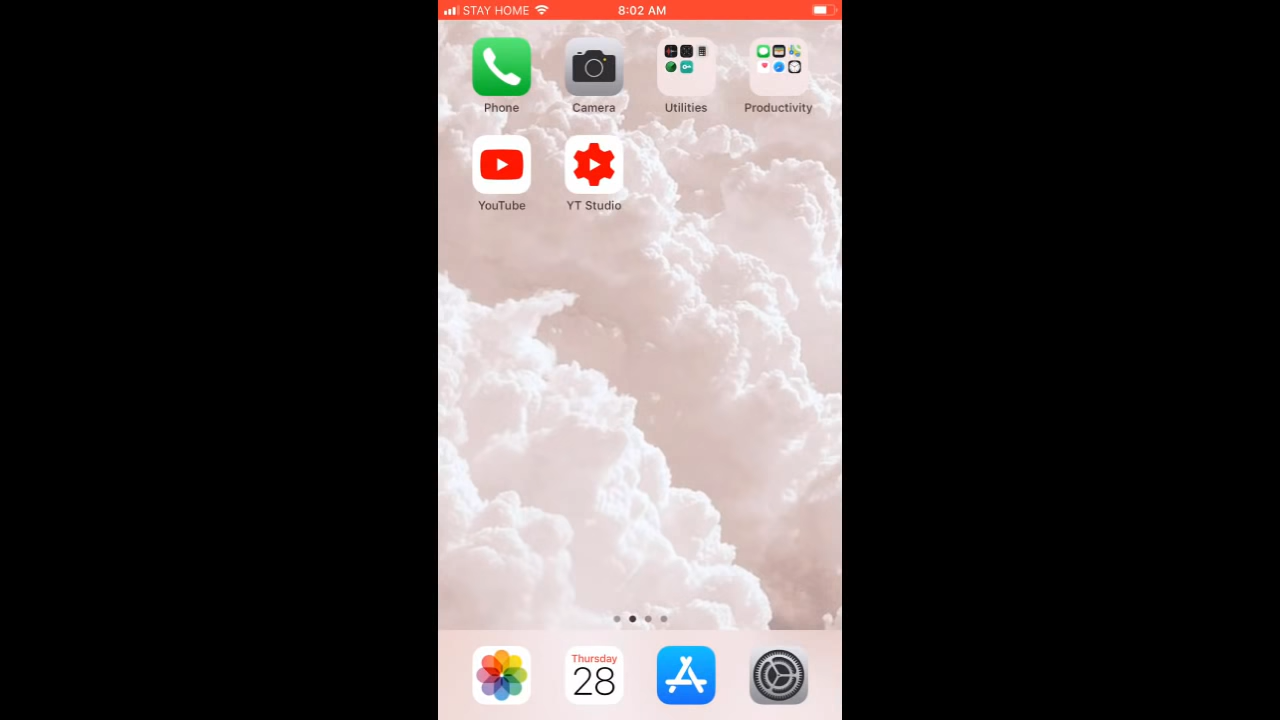 STAY HOME 8:02 AM
Phone Camera Utilities Productivity
YouTube YT Studio
Thursday
28